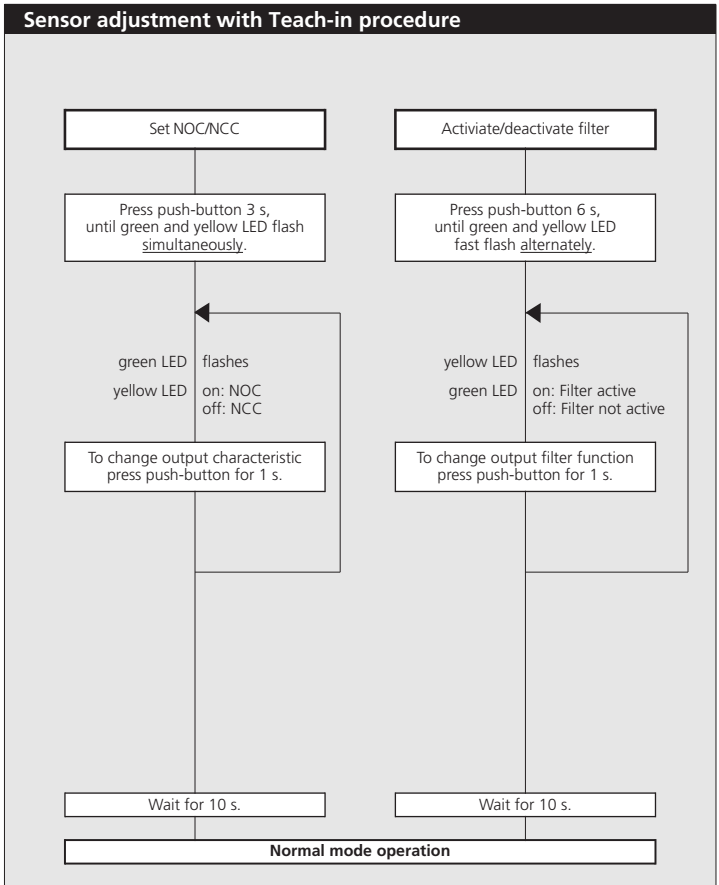 Sensor adjustment with Teach-in procedure
Set NOC/NCC
Press push-button 3 s,
until green and yellow LED flash
simultaneously.
green LED flashes
yellow LED on: NOC
off: NCC
To change output characteristic
press push-button for 1 s.
Wait for 10 s.
Activiate/deactivate filter
Press push-button 6 s,
until green and yellow LED
fast flash alternately.
yellow LED flashes
green LED on: Filter active
off: Filter not active
To change output filter function
press push-button for 1 s.
Wait for 10 s.
Normal mode operation